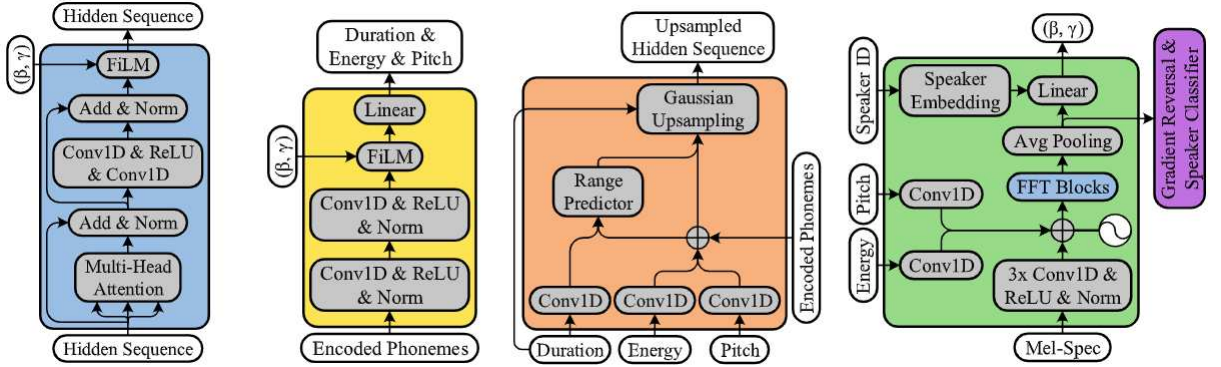 Hidden Sequence
(β, γ)
FiLM
Add & Norm
Conv1D & ReLU
& Conv1D
Add & Norm
Multi-Head
Attention
Hidden Sequence
Duration &
Energy & Pitch
Linear
(β, γ)
FiLM
Conv1D & ReLU
& Norm
Conv1D & ReLU
& Norm
Encoded Phonemes
Upsampled
Hidden Sequence
Gaussian
Upsampling
Range
Predictor
Encoded Phonemes
Conv1D
Conv1D
Conv1D
Duration
Energy
Pitch
(β, γ)
Speaker ID
Speaker
Embedding
Linear
Avg Pooling
Gradient Reversal &
Speaker Classifier
FFT Blocks
Pitch
Conv1D
Energy
Conv1D
3x Conv1D &
ReLU & Norm
Mel-Spec